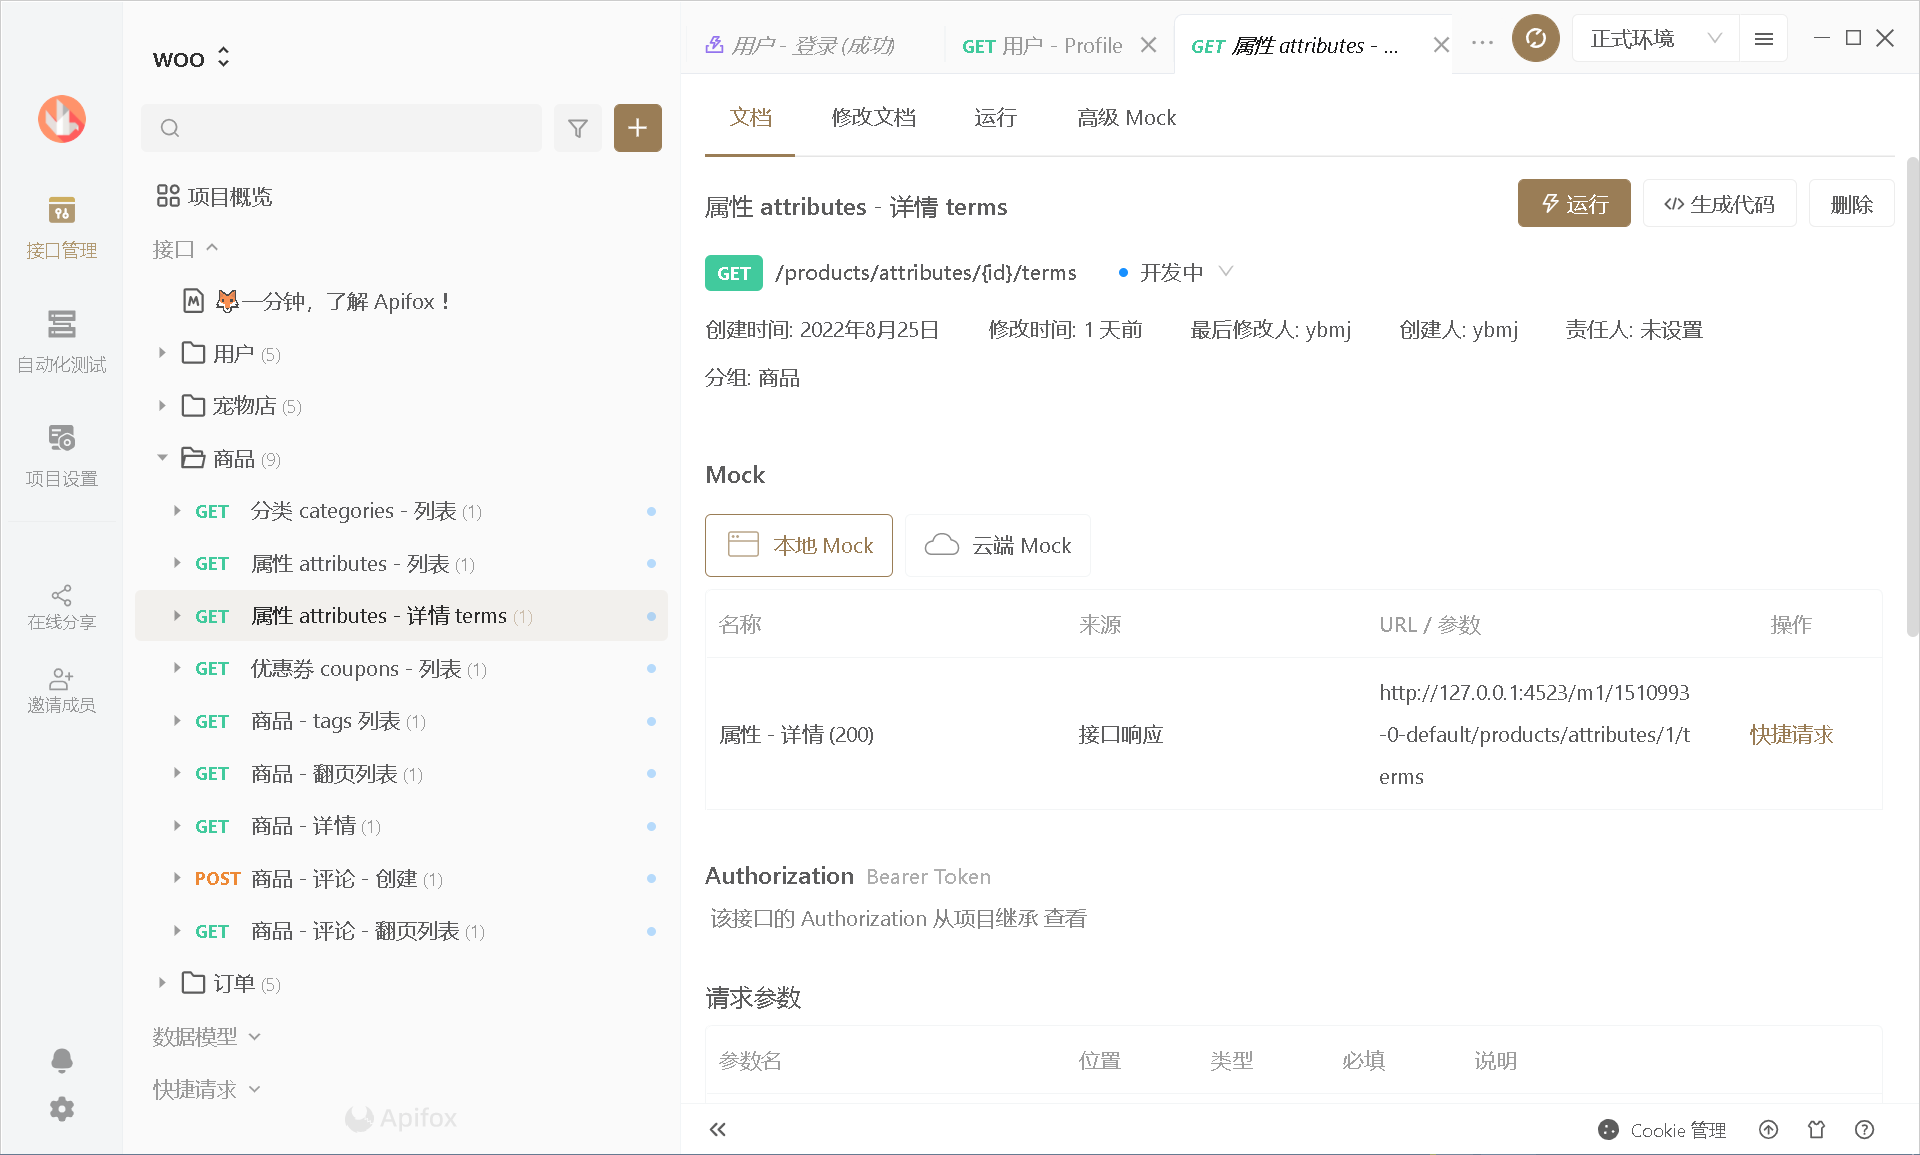 接口管理
自动化测试
项目设置
在线分享
邀请成员
WOO
项目概览
接口
🦊一分钟，了解 Apifox！
用户 (5)
宠物店 (5)
商品 (9)
GET 分类 categories - 列表 (1)
GET 属性 attributes - 列表 (1)
GET 属性 attributes - 详情 terms (1)
GET 优惠券 coupons - 列表 (1)
GET 商品 - tags 列表 (1)
GET 商品 - 翻页列表 (1)
GET 商品 - 详情 (1)
POST 商品 - 评论 - 创建 (1)
GET 商品 - 评论 - 翻页列表 (1)
订单 (5)
数据模型
快捷请求
Apifox
用户 - 登录 (成功) GET 用户 - Profile GET 属性 attributes - ... ··· 正式环境
文档 修改文档 运行 高级 Mock
属性 attributes - 详情 terms 运行 生成代码 删除
GET /products/attributes/{id}/terms 开发中
创建时间: 2022年8月25日 修改时间: 1 天前 最后修改人: ybmj 创建人: ybmj 责任人: 未设置
分组: 商品
Mock
本地 Mock 云端 Mock
名称 来源 URL / 参数 操作
属性 - 详情 (200) 接口响应 http://127.0.0.1:4523/m1/1510993
-0-default/products/attributes/1/t 快捷请求
erms
Authorization Bearer Token
该接口的 Authorization 从项目继承 查看
请求参数
参数名 位置 类型 必填 说明
Cookie 管理